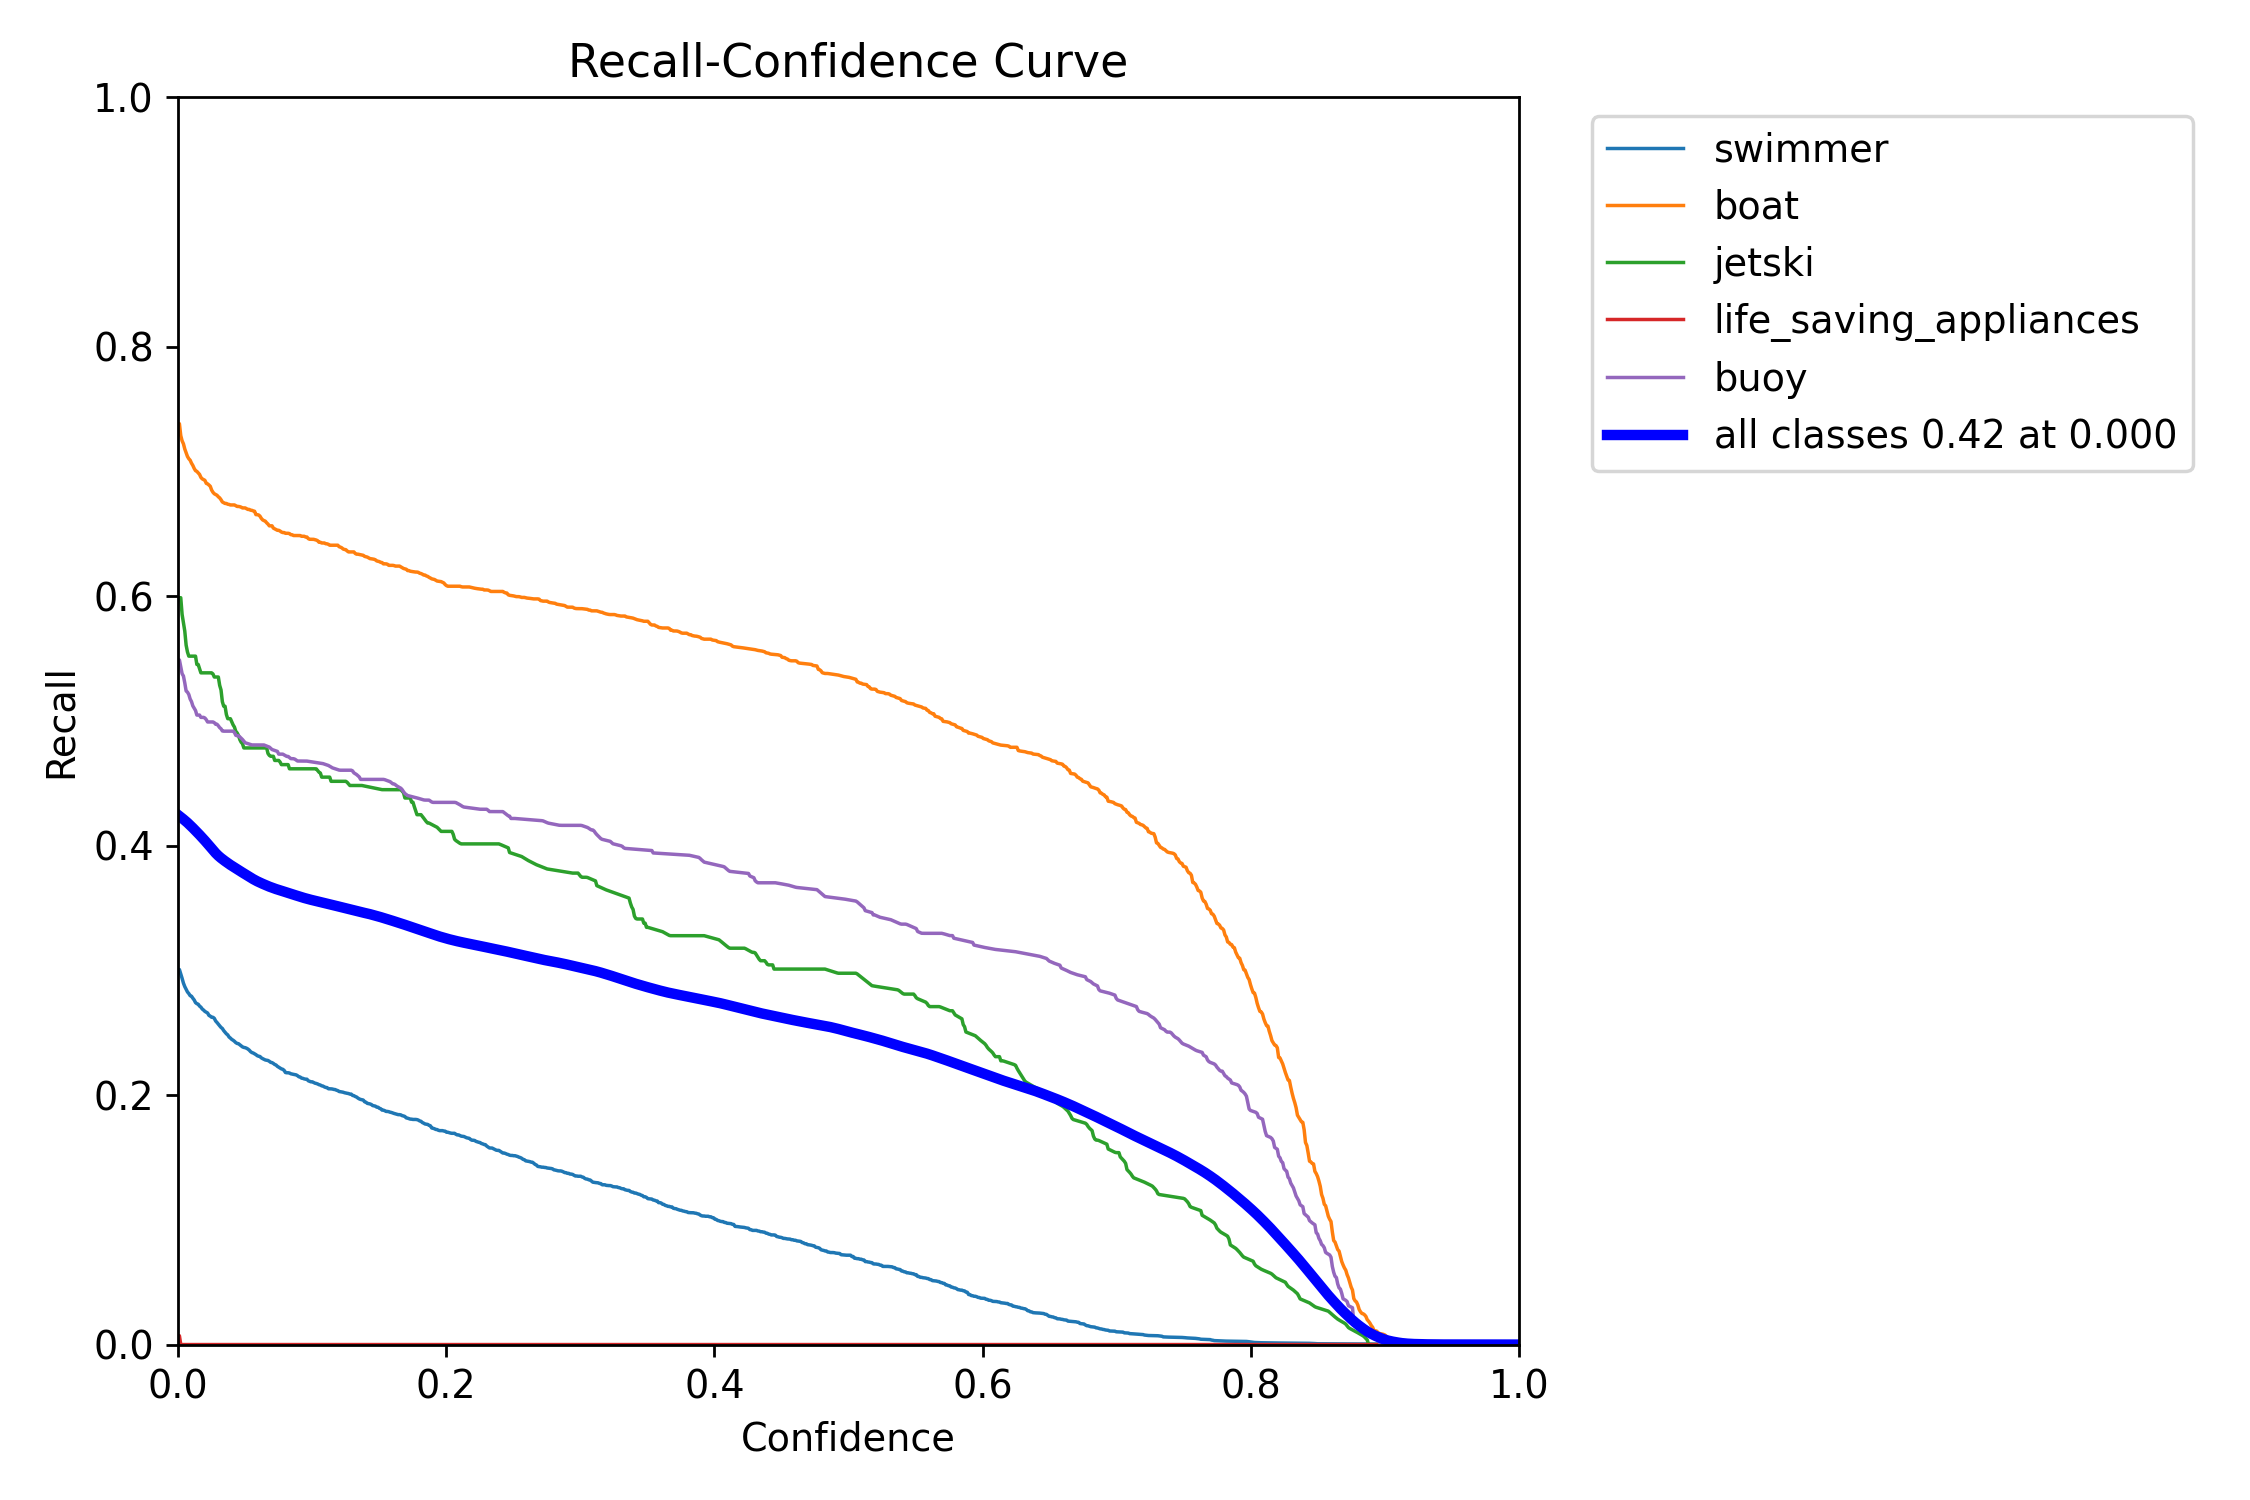 Recall-Confidence Curve
1.0
0.8
0.6
0.4
0.2
0.0
Recall
0.0 0.2 0.4 0.6 0.8 1.0
Confidence
swimmer
boat
jetski
life_saving_appliances
buoy
all classes 0.42 at 0.000